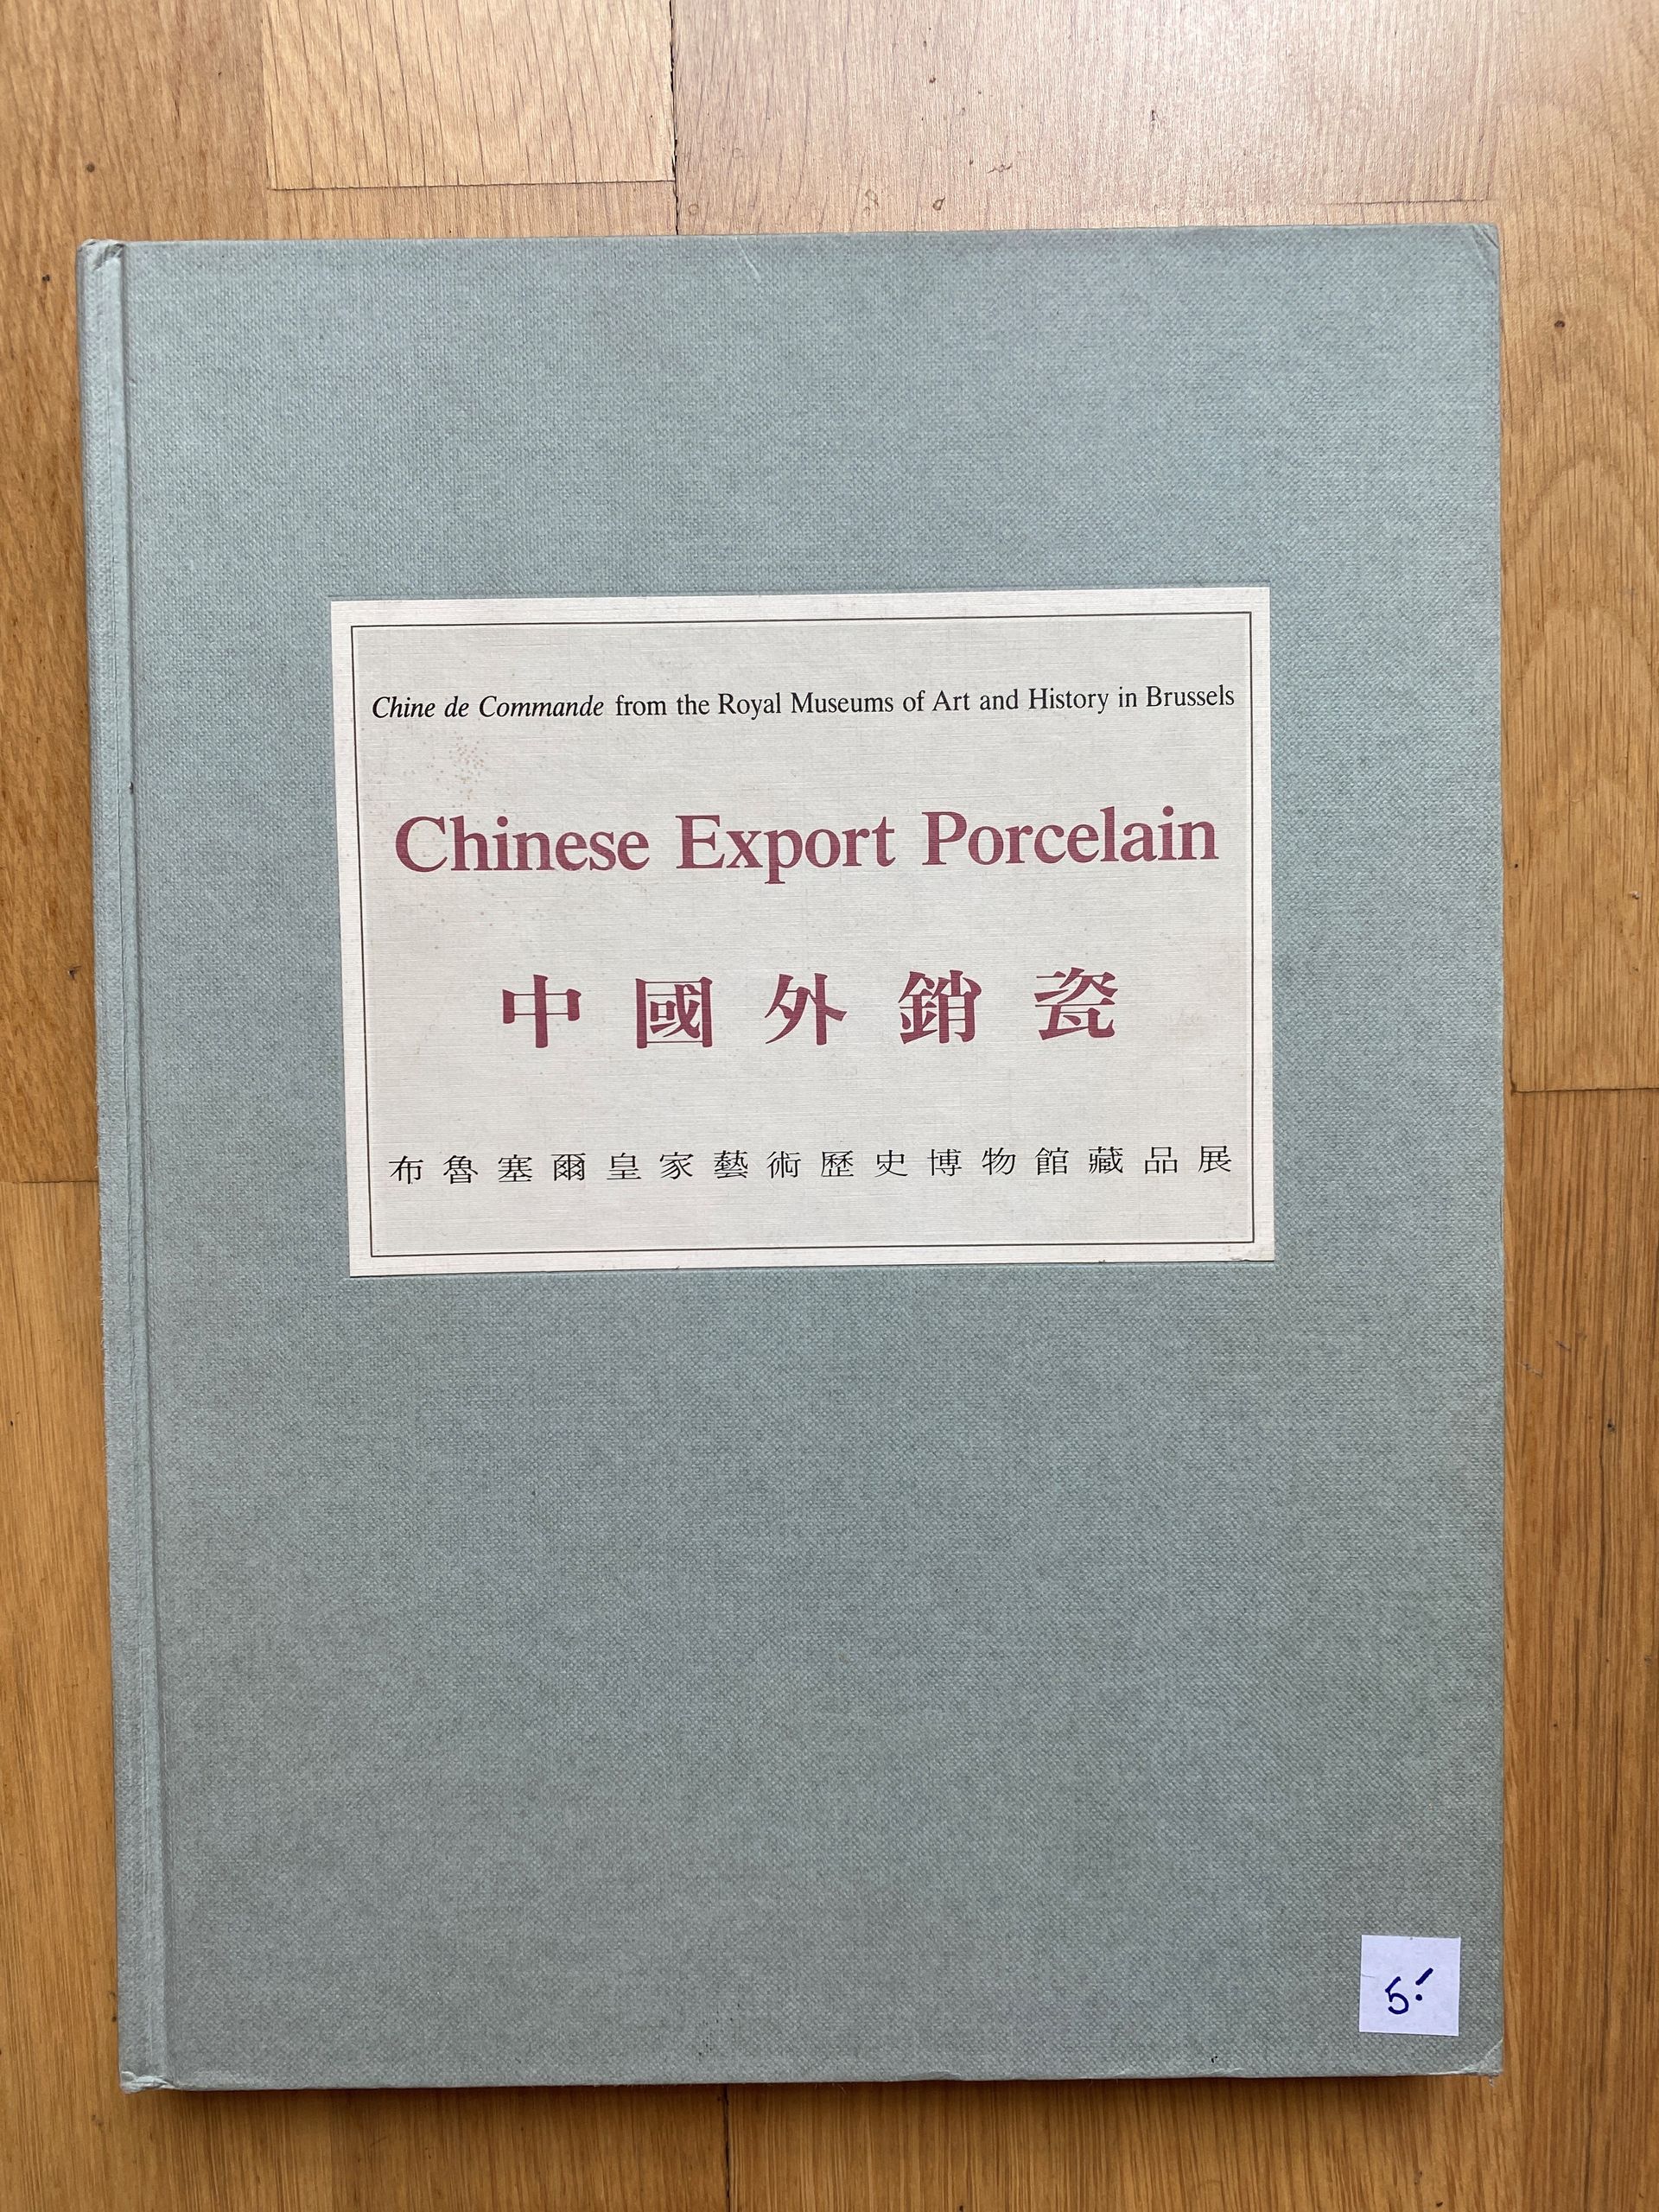 Chine de Commande from the Royal Museums of Art and History in Brussels
Chinese Export Porcelain
中國外銷瓷
布魯塞爾皇家藝術歷史博物館藏品展
5!